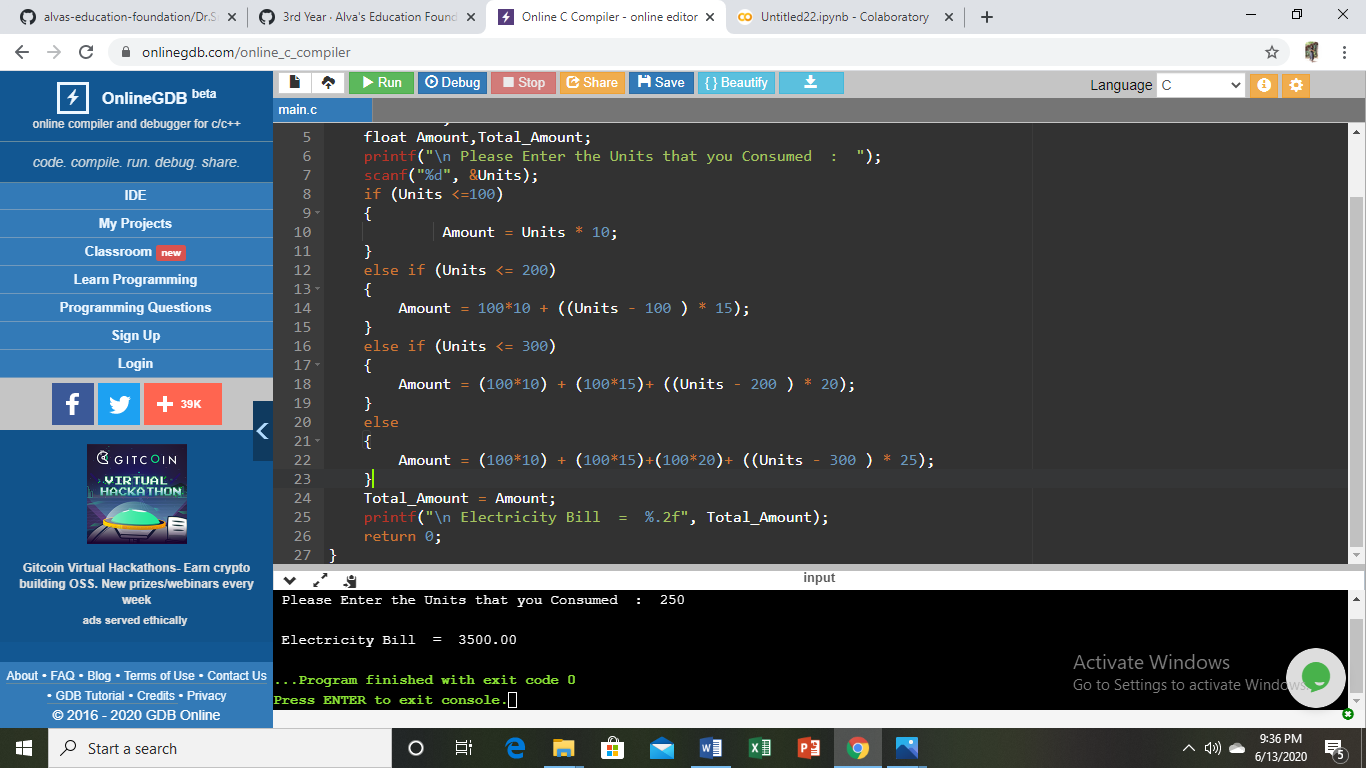 alvas-education-foundation/Dr.S
3rd Year · Alva's Education Found
Online C Compiler - online editor
Untitled22.ipynb - Colaboratory
onlinegdb.com/online_c_compiler
OnlineGDB beta
online compiler and debugger for c/c++
code. compile. run. debug. share.
IDE
My Projects
Classroom new
Learn Programming
Programming Questions
Sign Up
Login
39K
GITCOIN
VIRTUAL
HACKATHON
Gitcoin Virtual Hackathons- Earn crypto
building OSS. New prizes/webinars every
week
ads served ethically
About • FAQ • Blog • Terms of Use • Contact Us
• GDB Tutorial • Credits • Privacy
© 2016 - 2020 GDB Online
Run Debug Stop Share Save { } Beautify
Language C
main.c
5 float Amount,Total_Amount;
6 printf("\n Please Enter the Units that you Consumed  :  ");
7 scanf("%d", &Units);
8 if (Units <=100)
9 {
10 Amount = Units * 10;
11 }
12 else if (Units <= 200)
13 {
14 Amount = 100*10 + ((Units - 100 ) * 15);
15 }
16 else if (Units <= 300)
17 {
18 Amount = (100*10) + (100*15)+ ((Units - 200 ) * 20);
19 }
20 else
21 {
22 Amount = (100*10) + (100*15)+(100*20)+ ((Units - 300 ) * 25);
23 }
24 Total_Amount = Amount;
25 printf("\n Electricity Bill  =  %.2f", Total_Amount);
26 return 0;
27 }
input
Please Enter the Units that you Consumed  :  250
Electricity Bill  =  3500.00
...Program finished with exit code 0
Press ENTER to exit console.
Activate Windows
Go to Settings to activate Windows.
Start a search
9:36 PM
6/13/2020
5